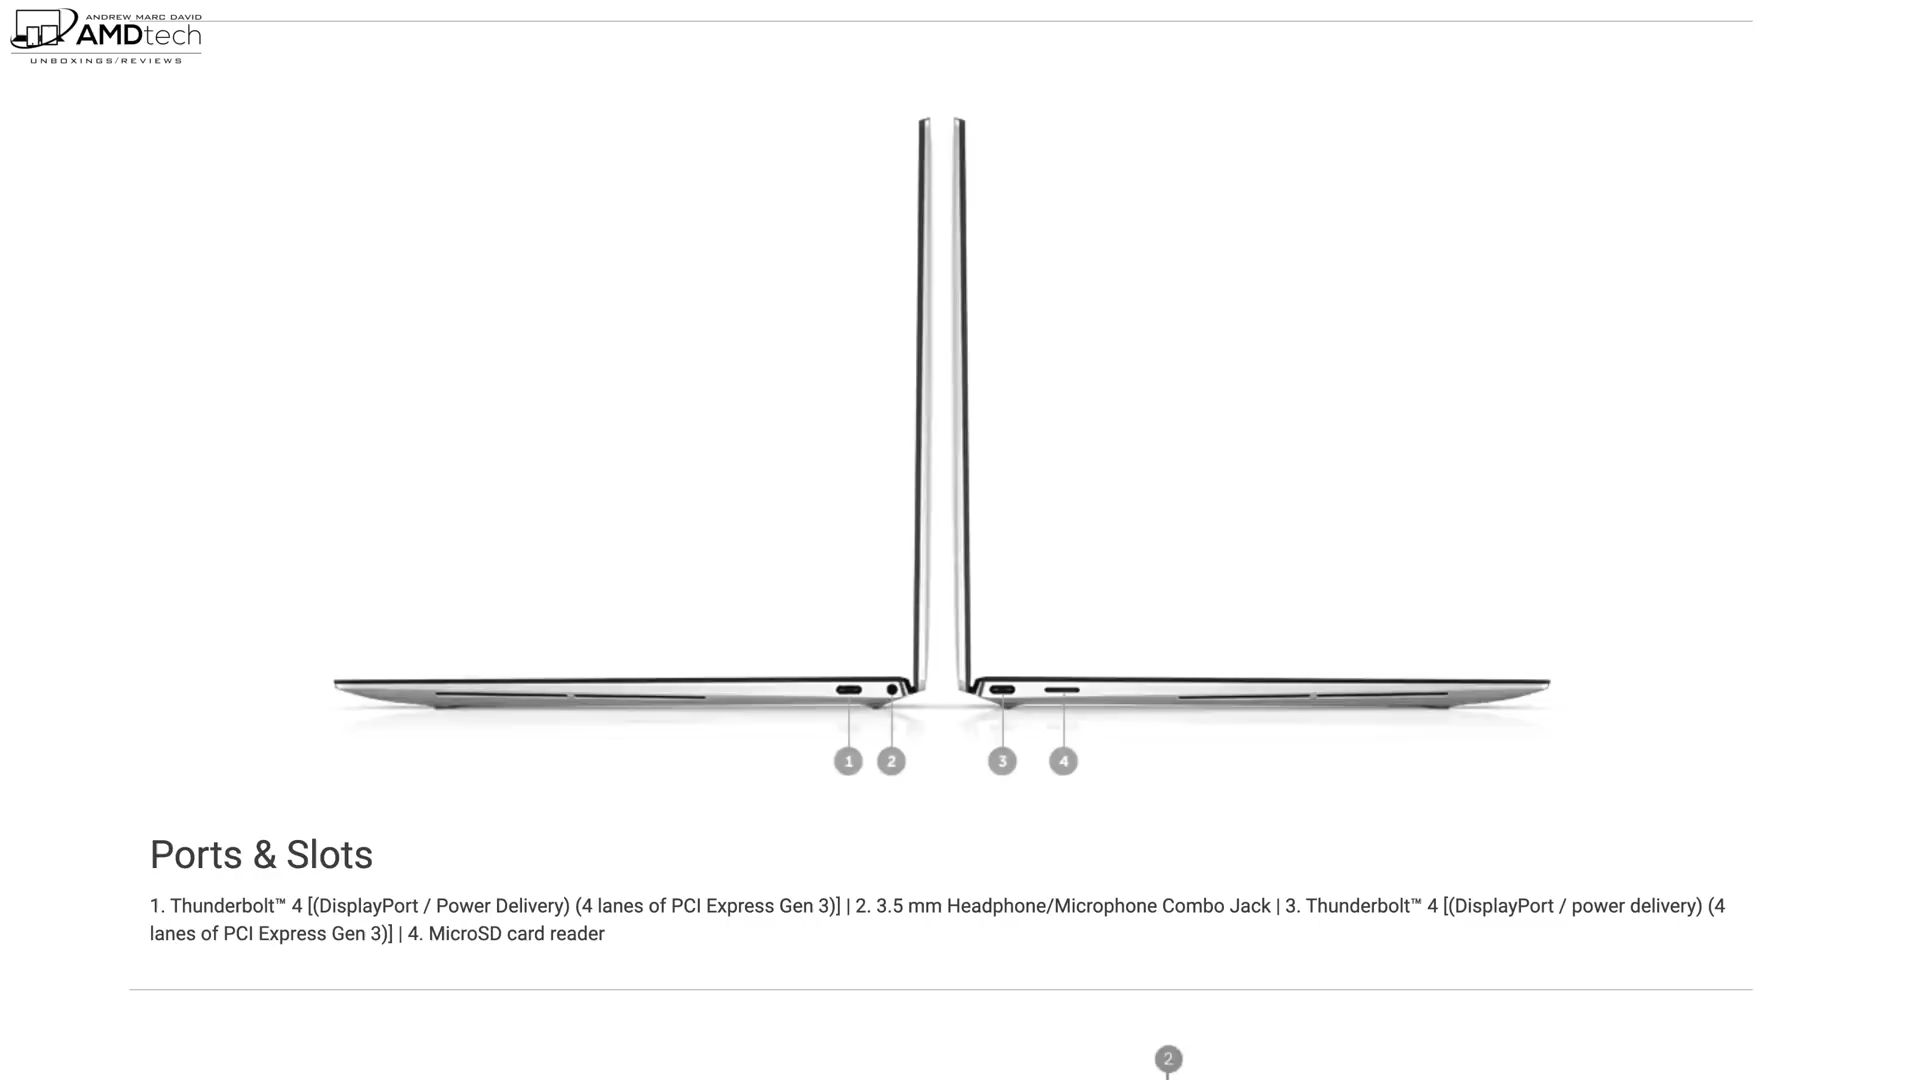 ANDREW MARC DAVID
AMDtech
UNBOXINGS/REVIEWS
1 2 3 4
Ports & Slots
1. Thunderbolt™ 4 [(DisplayPort / Power Delivery) (4 lanes of PCI Express Gen 3)] | 2. 3.5 mm Headphone/Microphone Combo Jack | 3. Thunderbolt™ 4 [(DisplayPort / power delivery) (4
lanes of PCI Express Gen 3)] | 4. MicroSD card reader
2